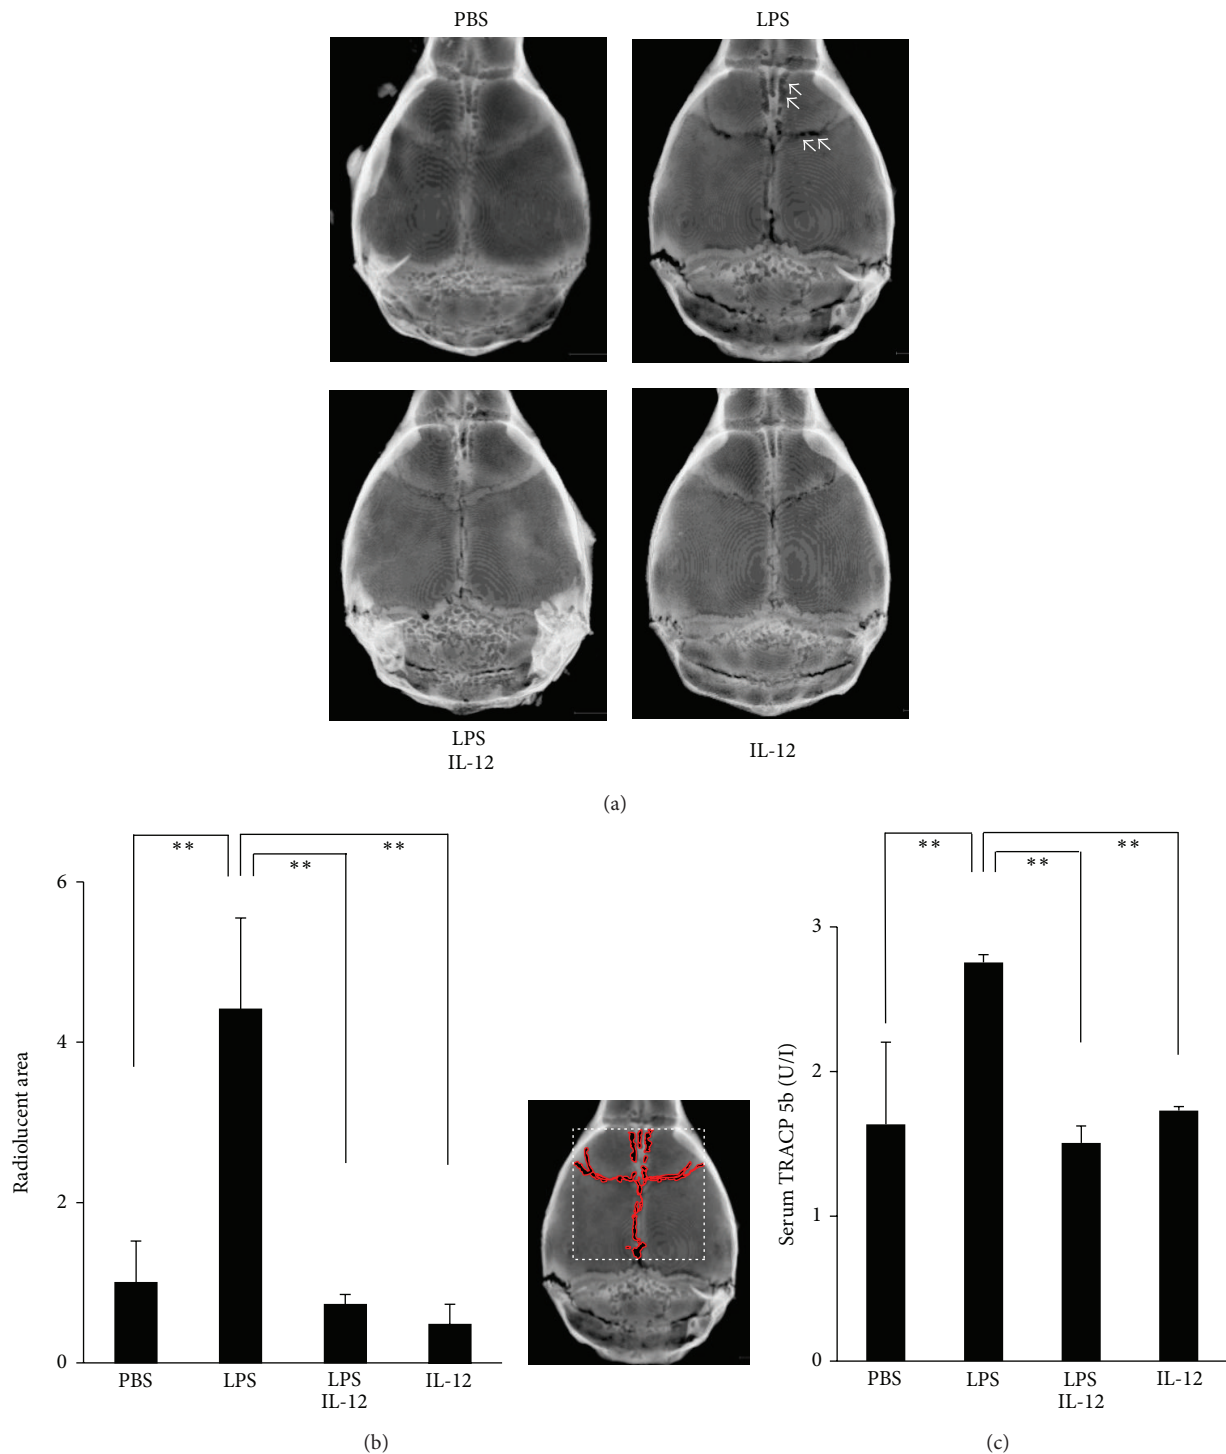 PBS
LPS
LPS
IL-12
IL-12
(a)
** ** **
6
4
2
0
Radiolucent area
PBS
LPS
LPS
IL-12
IL-12
(b)
** ** **
3
2
1
0
Serum TRACP 5b (U/I)
PBS
LPS
LPS
IL-12
IL-12
(c)